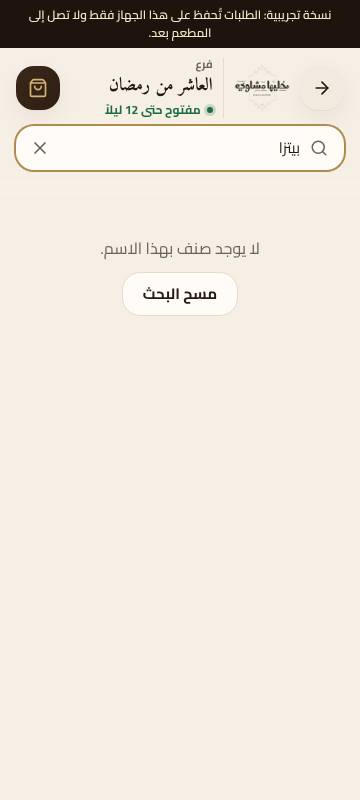 نسخة تجريبية: الطلبات تُحفظ على هذا الجهاز فقط ولا تصل إلى
المطعم بعد.
فرع
العاشر من رمضان
مفتوح حتى 12 ليلاً
بيتزا
لا يوجد صنف بهذا الاسم.
مسح البحث